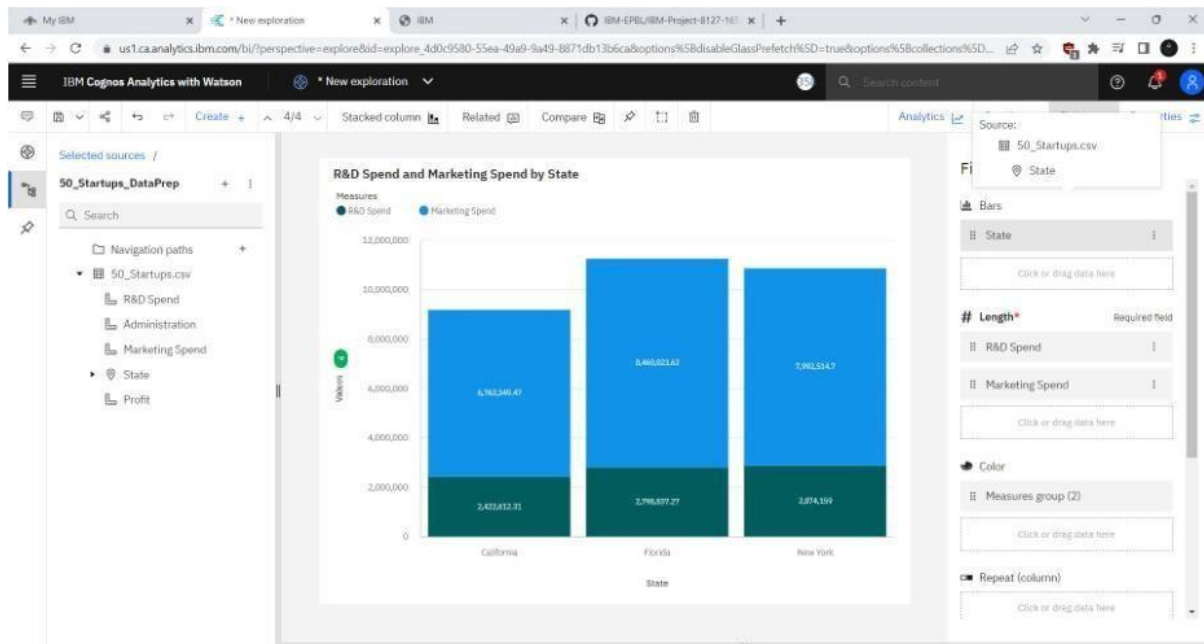 My IBM
* New exploration
IBM
IBM-EPBL/IBM-Project-8127-165
us1.ca.analytics.ibm.com/bi/?perspective=explore&id=explore_4d0c9580-55ea-49a9-9a49-8871db13b6ca&options%5BdisableGlassPrefetch%5D=true&options%5Bcollections%5D...
IBM Cognos Analytics with Watson
* New exploration
Search content
Create
4/4
Stacked column
Related
Compare
Analytics
Source:
50_Startups.csv
State
Selected sources /
50_Startups_DataPrep
Search
Navigation paths
50_Startups.csv
R&D Spend
Administration
Marketing Spend
State
Profit
R&D Spend and Marketing Spend by State
Measures
R&D Spend
Marketing Spend
12,000,000
10,000,000
8,000,000
6,000,000
4,000,000
2,000,000
0
Values
6,762,349.47
8,460,023.62
7,992,514.7
2,422,612.31
2,798,837.27
2,874,159
California
Florida
New York
State
Bars
State
Click or drag data here
# Length*
Required field
R&D Spend
Marketing Spend
Click or drag data here
Color
Measures group (2)
Click or drag data here
Repeat (column)
Click or drag data here